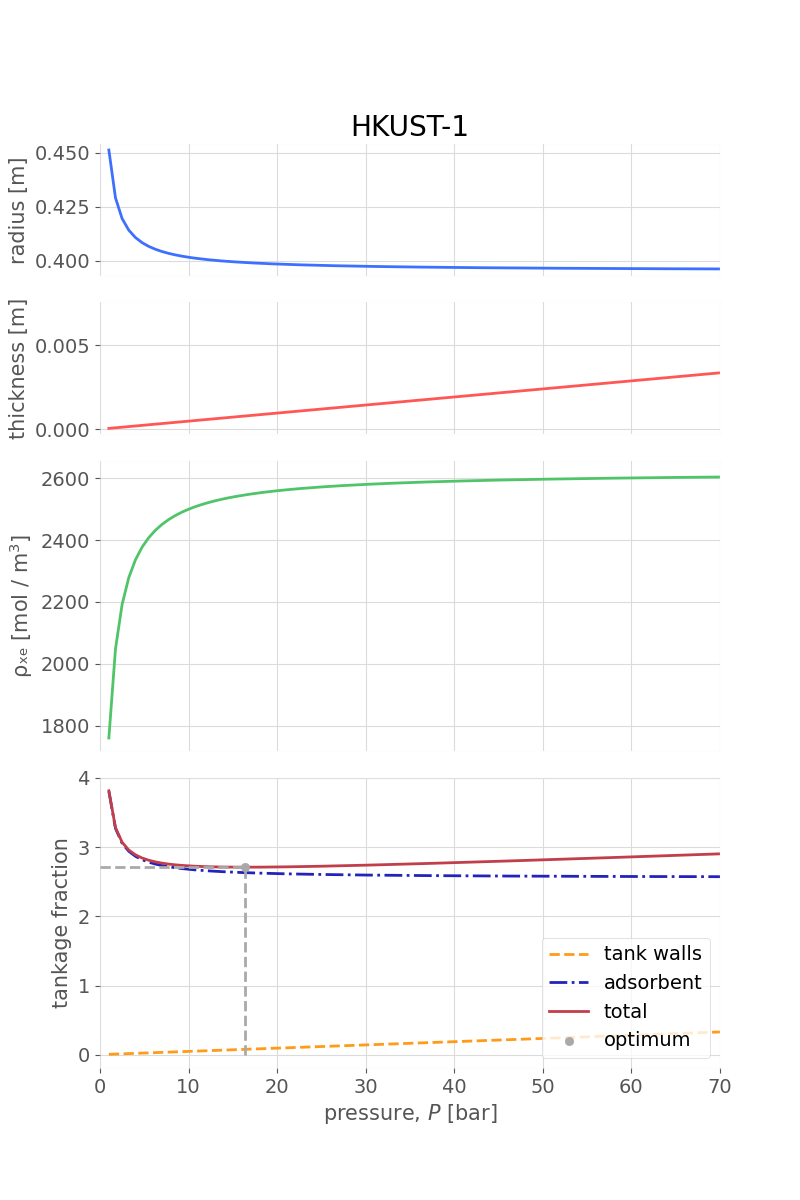 HKUST-1
radius [m]
0.450
0.425
0.400
thickness [m]
0.005
0.000
ρₓₑ [mol / m³]
2600
2400
2200
2000
1800
tankage fraction
4
3
2
1
0
tank walls
adsorbent
total
optimum
0 10 20 30 40 50 60 70
pressure, P [bar]